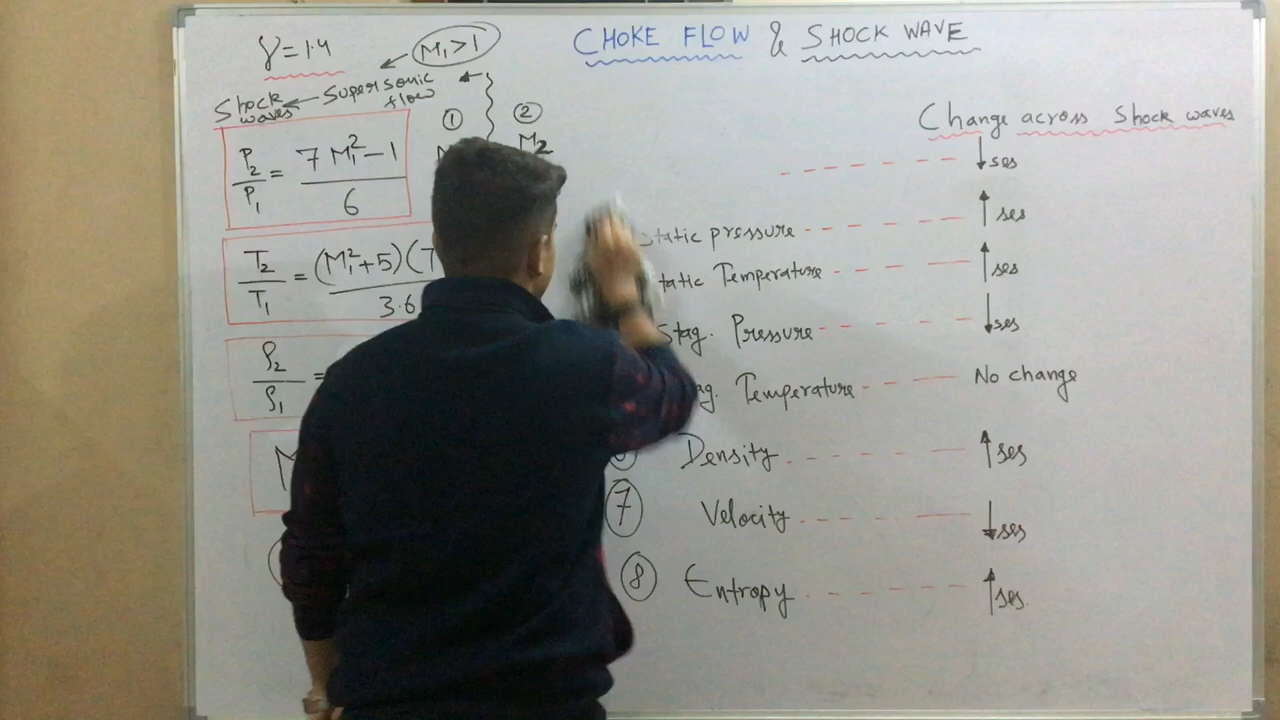 CHOKE FLOW & SHOCK WAVE
γ=1.4
M₁>1
Supersonic flow
Shock waves
① ②
M₂
P₂/P₁ = (7M₁²-1)/6
T₂/T₁ = (M₁²+5)(7
3.6
ρ₂/ρ₁ =
M
Change across Shock waves
↓ses
static pressure ↑ses
tatic Temperature ↑ses
Stag. Pressure ↓ses
ag. Temperature No change
Density ↑ses
⑦ Velocity ↓ses
⑧ Entropy ↑ses.